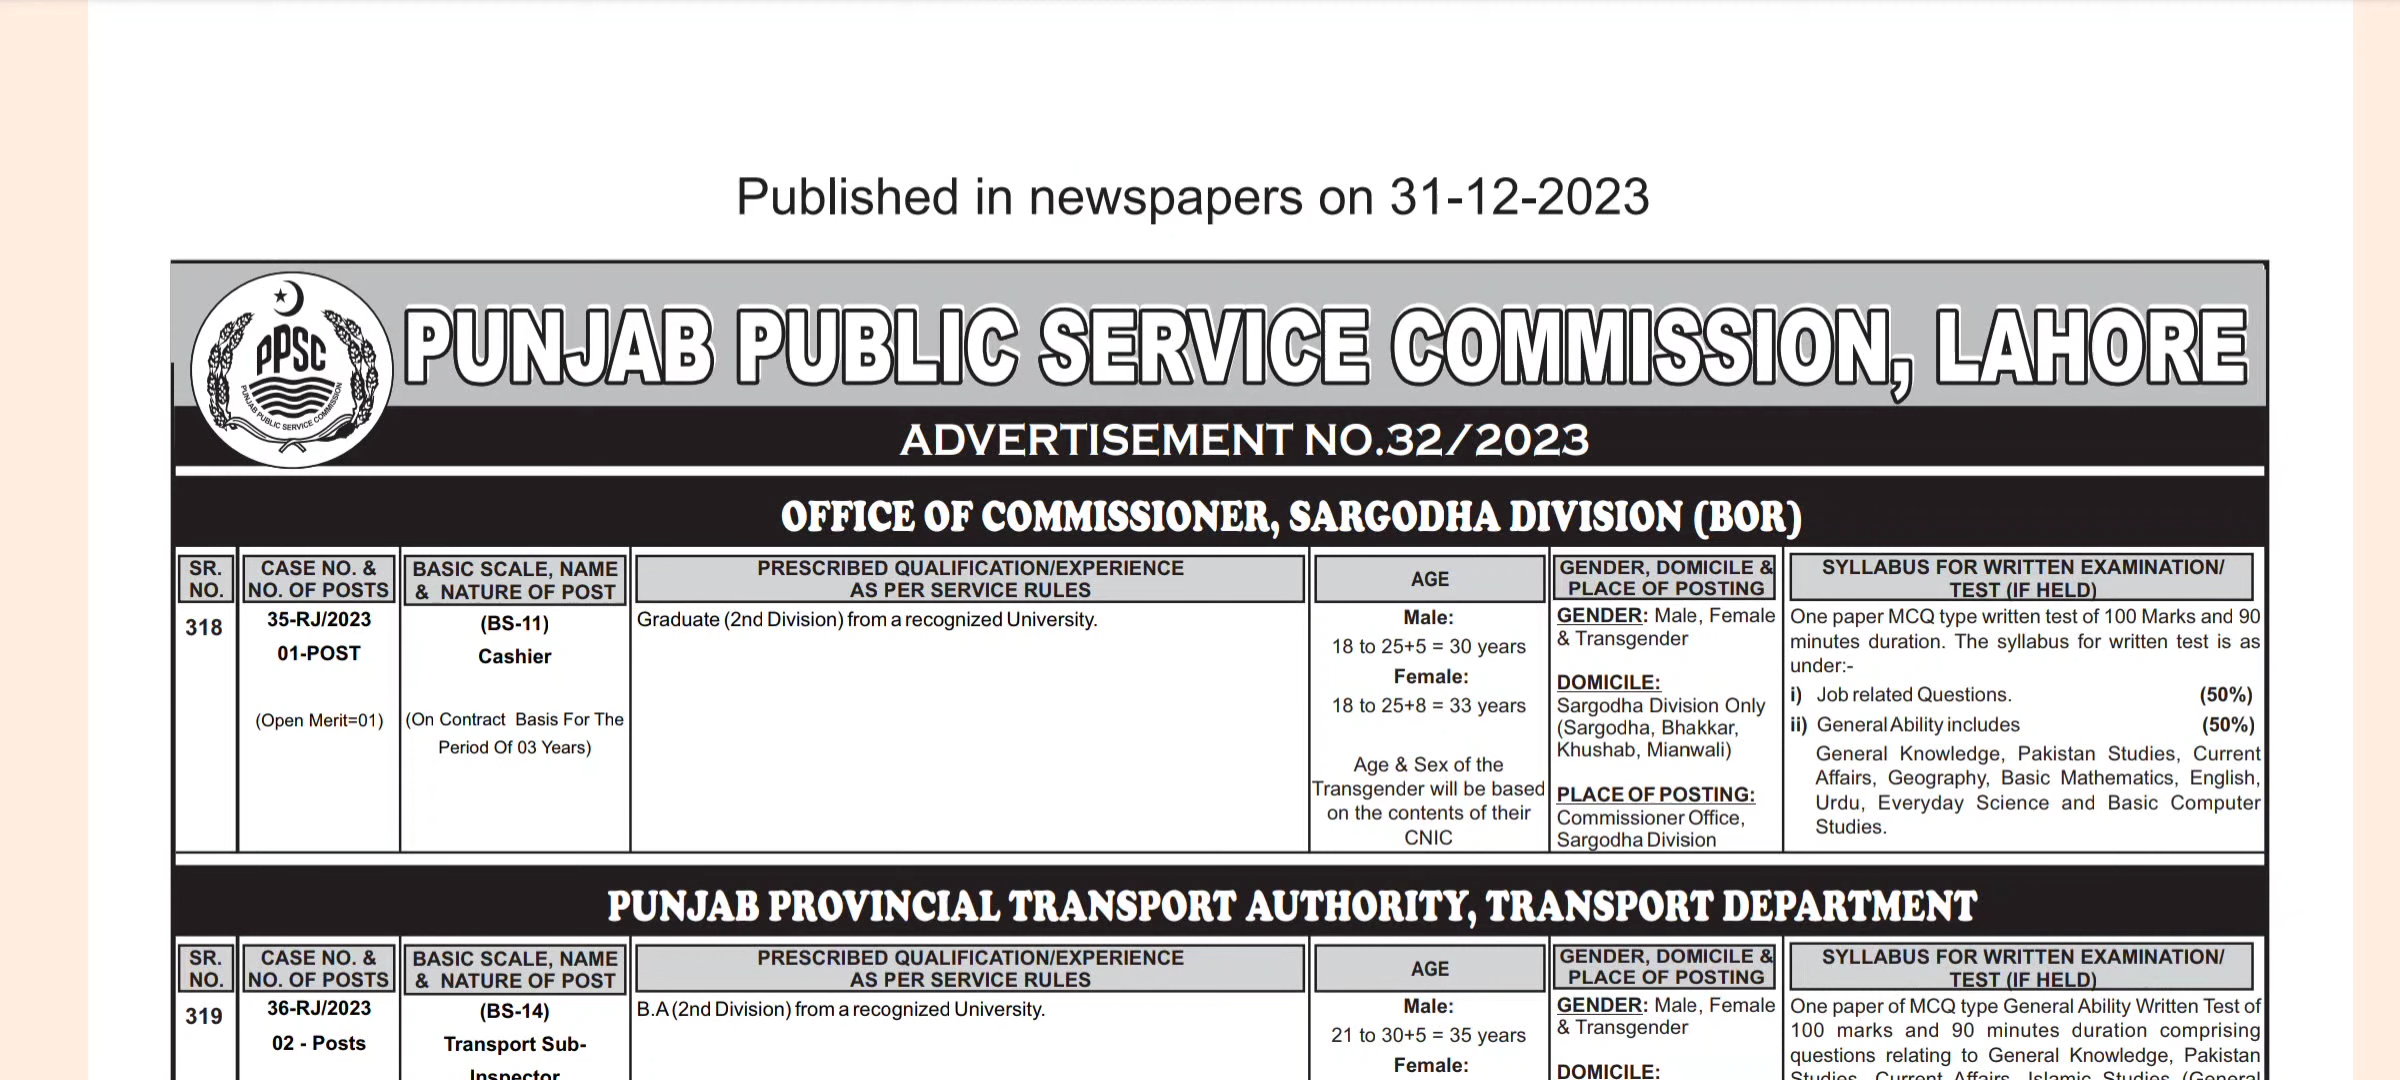 Published in newspapers on 31-12-2023
PPSC
PUNJAB PUBLIC SERVICE COMMISSION
PUNJAB PUBLIC SERVICE COMMISSION, LAHORE
ADVERTISEMENT NO.32/2023
OFFICE OF COMMISSIONER, SARGODHA DIVISION (BOR)
SR.
NO.
CASE NO. &
NO. OF POSTS
BASIC SCALE, NAME
& NATURE OF POST
PRESCRIBED QUALIFICATION/EXPERIENCE
AS PER SERVICE RULES
AGE
GENDER, DOMICILE &
PLACE OF POSTING
SYLLABUS FOR WRITTEN EXAMINATION/
TEST (IF HELD)
318
35-RJ/2023
01-POST
(Open Merit=01)
(BS-11)
Cashier
(On Contract Basis For The
Period Of 03 Years)
Graduate (2nd Division) from a recognized University.
Male:
18 to 25+5 = 30 years
Female:
18 to 25+8 = 33 years
Age & Sex of the
Transgender will be based
on the contents of their
CNIC
GENDER: Male, Female
& Transgender
DOMICILE:
Sargodha Division Only
(Sargodha, Bhakkar,
Khushab, Mianwali)
PLACE OF POSTING:
Commissioner Office,
Sargodha Division
One paper MCQ type written test of 100 Marks and 90
minutes duration. The syllabus for written test is as
under:-
i) Job related Questions. (50%)
ii) General Ability includes (50%)
General Knowledge, Pakistan Studies, Current
Affairs, Geography, Basic Mathematics, English,
Urdu, Everyday Science and Basic Computer
Studies.
PUNJAB PROVINCIAL TRANSPORT AUTHORITY, TRANSPORT DEPARTMENT
SR.
NO.
CASE NO. &
NO. OF POSTS
BASIC SCALE, NAME
& NATURE OF POST
PRESCRIBED QUALIFICATION/EXPERIENCE
AS PER SERVICE RULES
AGE
GENDER, DOMICILE &
PLACE OF POSTING
SYLLABUS FOR WRITTEN EXAMINATION/
TEST (IF HELD)
319
36-RJ/2023
02 - Posts
(BS-14)
Transport Sub-
Inspector
B.A (2nd Division) from a recognized University.
Male:
21 to 30+5 = 35 years
Female:
GENDER: Male, Female
& Transgender
DOMICILE:
One paper of MCQ type General Ability Written Test of
100 marks and 90 minutes duration comprising
questions relating to General Knowledge, Pakistan
Studies, Current Affairs, Islamic Studies (General